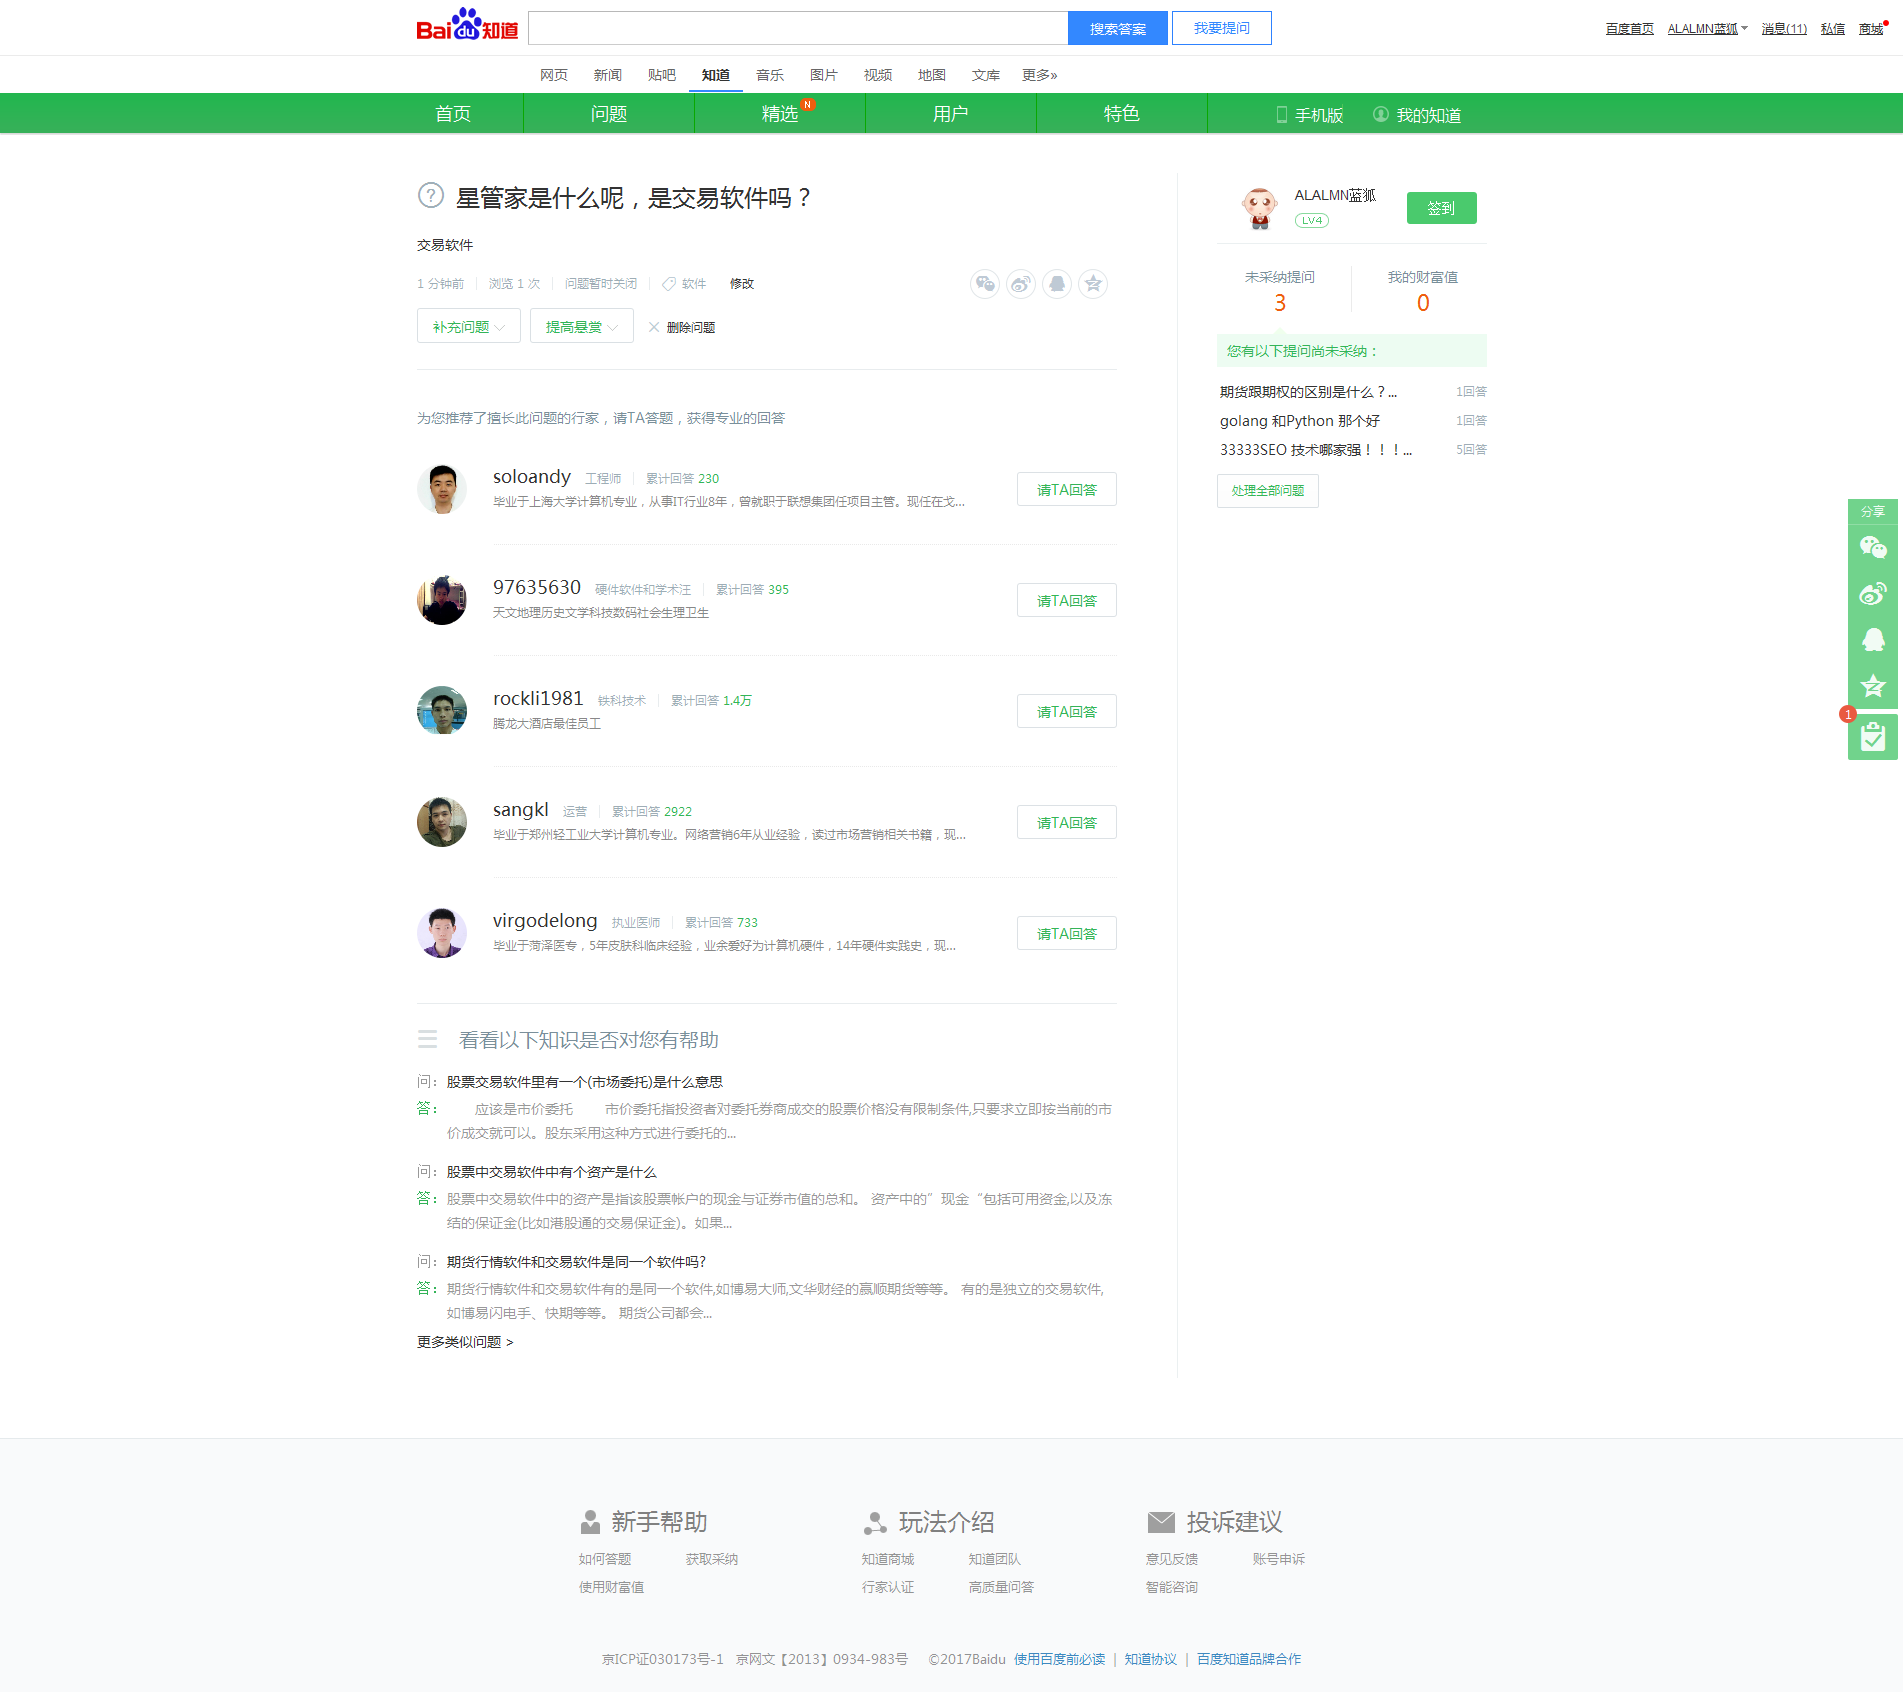 Bai du 知道
搜索答案
我要提问
百度首页 ALALMN蓝狐 消息(11) 私信 商城
网页 新闻 贴吧 知道 音乐 图片 视频 地图 文库 更多»
首页 问题 精选 N 用户 特色 手机版 我的知道
? 星管家是什么呢，是交易软件吗？
交易软件
1 分钟前 浏览 1 次 问题暂时关闭 软件 修改
补充问题 提高悬赏 删除问题
为您推荐了擅长此问题的行家，请TA答题，获得专业的回答
soloandy 工程师 累计回答 230
毕业于上海大学计算机专业，从事IT行业8年，曾就职于联想集团任项目主管。现任在戈...
请TA回答
97635630 硬件软件和学术汪 累计回答 395
天文地理历史文学科技数码社会生理卫生
请TA回答
rockli1981 铁科技术 累计回答 1.4万
腾龙大酒店最佳员工
请TA回答
sangkl 运营 累计回答 2922
毕业于郑州轻工业大学计算机专业。网络营销6年从业经验，读过市场营销相关书籍，现...
请TA回答
virgodelong 执业医师 累计回答 733
毕业于菏泽医专，5年皮肤科临床经验，业余爱好为计算机硬件，14年硬件实践史，现...
请TA回答
看看以下知识是否对您有帮助
问： 股票交易软件里有一个(市场委托)是什么意思
答： 应该是市价委托 市价委托指投资者对委托券商成交的股票价格没有限制条件,只要求立即按当前的市
价成交就可以。股东采用这种方式进行委托的...
问： 股票中交易软件中有个资产是什么
答： 股票中交易软件中的资产是指该股票帐户的现金与证券市值的总和。 资产中的”现金“包括可用资金,以及冻
结的保证金(比如港股通的交易保证金)。如果...
问： 期货行情软件和交易软件是同一个软件吗?
答： 期货行情软件和交易软件有的是同一个软件,如博易大师,文华财经的赢顺期货等等。 有的是独立的交易软件,
如博易闪电手、快期等等。 期货公司都会...
更多类似问题 >
ALALMN蓝狐
LV4
签到
未采纳提问 我的财富值
3 0
您有以下提问尚未采纳：
期货跟期权的区别是什么？... 1回答
golang 和Python 那个好 1回答
33333SEO 技术哪家强！！！... 5回答
处理全部问题
分享
1
新手帮助 玩法介绍 投诉建议
如何答题 获取采纳 知道商城 知道团队 意见反馈 账号申诉
使用财富值 行家认证 高质量问答 智能咨询
京ICP证030173号-1 京网文【2013】0934-983号 ©2017Baidu 使用百度前必读 | 知道协议 | 百度知道品牌合作